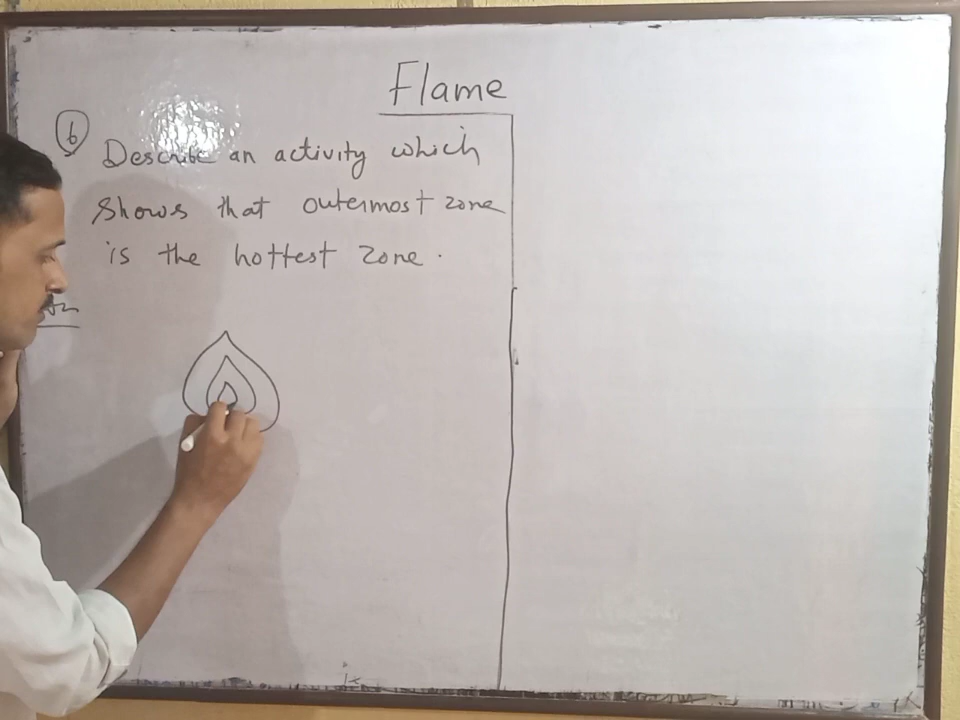 Flame
6 Describe an activity which
shows that outermost zone
is the hottest zone.